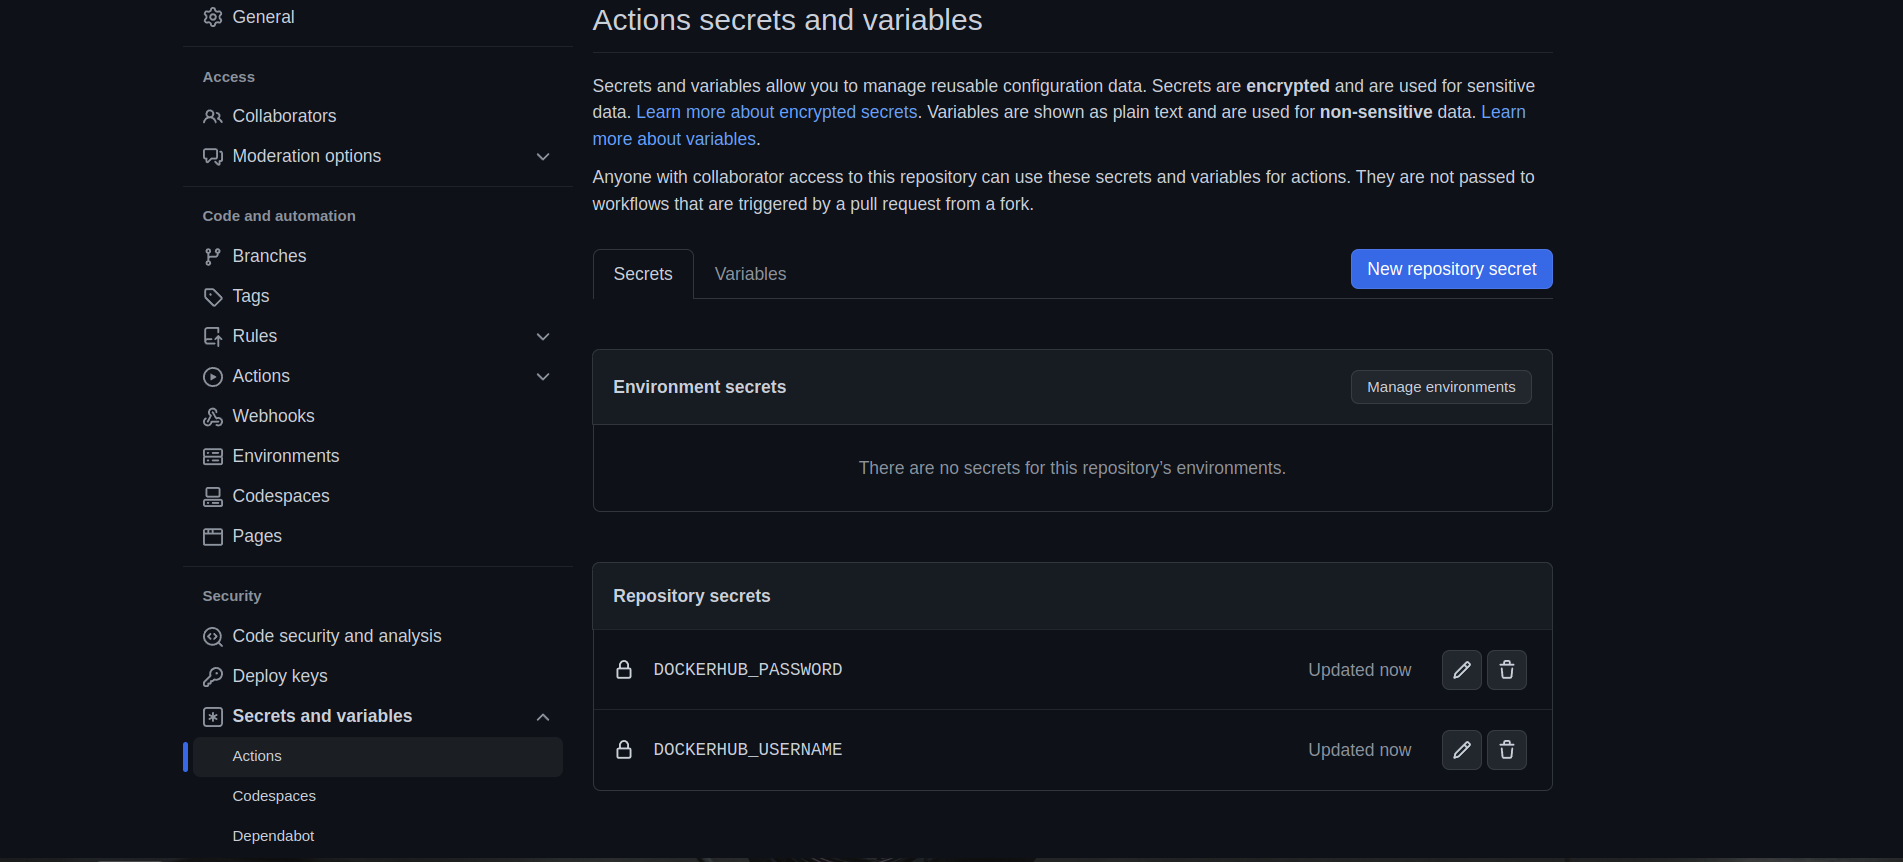 General
Access
Collaborators
Moderation options
Code and automation
Branches
Tags
Rules
Actions
Webhooks
Environments
Codespaces
Pages
Security
Code security and analysis
Deploy keys
Secrets and variables
Actions
Codespaces
Dependabot
Actions secrets and variables
Secrets and variables allow you to manage reusable configuration data. Secrets are encrypted and are used for sensitive
data. Learn more about encrypted secrets. Variables are shown as plain text and are used for non-sensitive data. Learn
more about variables.
Anyone with collaborator access to this repository can use these secrets and variables for actions. They are not passed to
workflows that are triggered by a pull request from a fork.
Secrets
Variables
New repository secret
Environment secrets
Manage environments
There are no secrets for this repository’s environments.
Repository secrets
DOCKERHUB_PASSWORD
Updated now
DOCKERHUB_USERNAME
Updated now